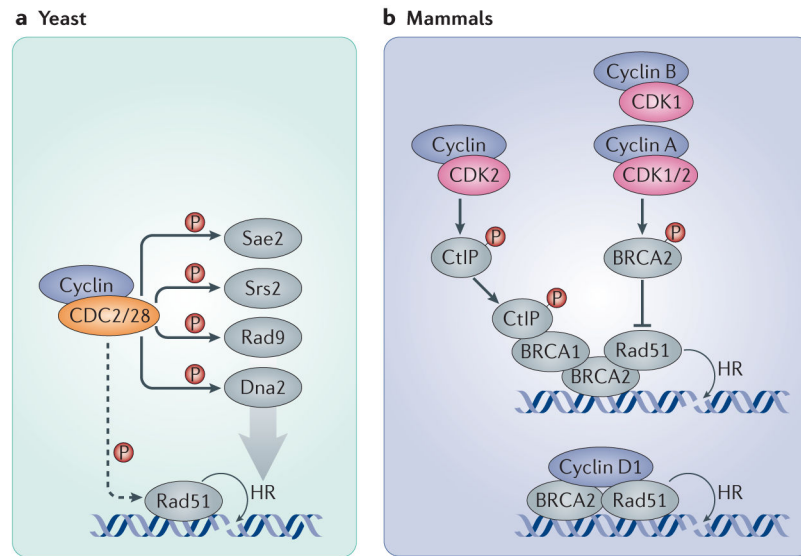 a Yeast
P
Sae2
Cyclin
CDC2/28
P
Srs2
P
Rad9
P
Dna2
P
Rad51
HR
b Mammals
Cyclin B
CDK1
Cyclin
CDK2
Cyclin A
CDK1/2
P
CtIP
P
BRCA2
P
CtIP
BRCA1
Rad51
BRCA2
HR
Cyclin D1
BRCA2
Rad51
HR